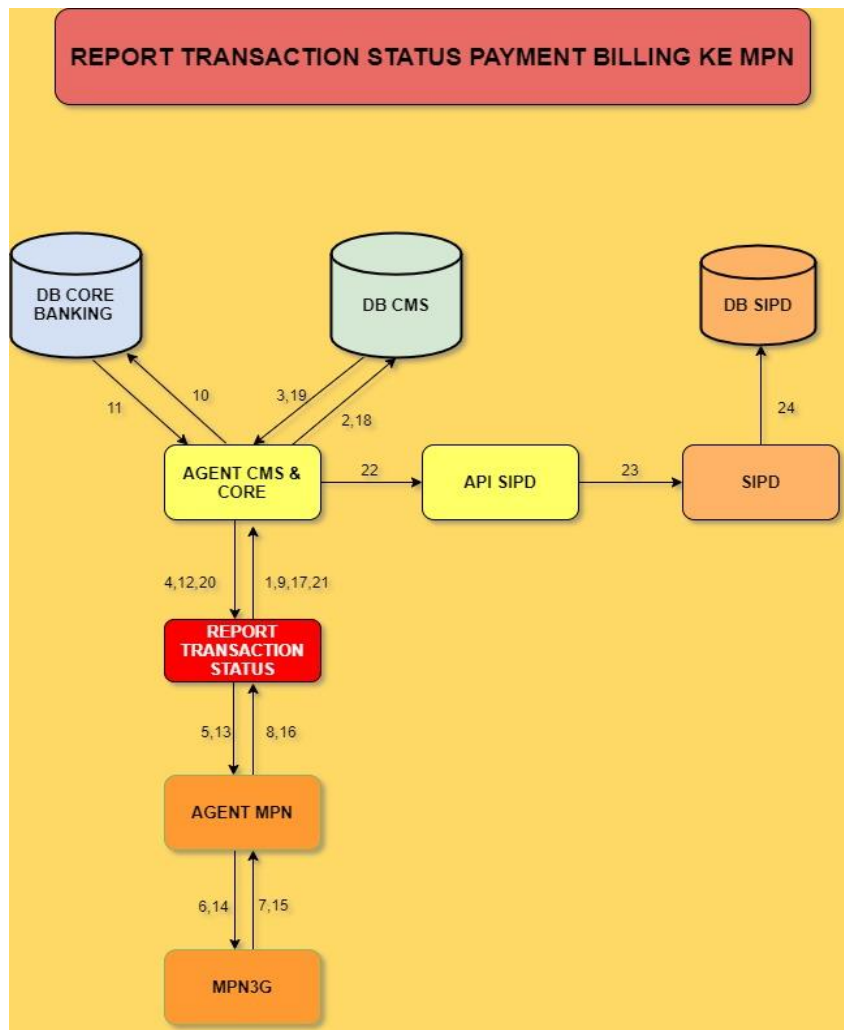 REPORT TRANSACTION STATUS PAYMENT BILLING KE MPN
DB CORE
BANKING
DB CMS
DB SIPD
11
10
3,19
2,18
24
AGENT CMS &
CORE
22
API SIPD
23
SIPD
4,12,20
1,9,17,21
REPORT
TRANSACTION
STATUS
5,13
8,16
AGENT MPN
6,14
7,15
MPN3G